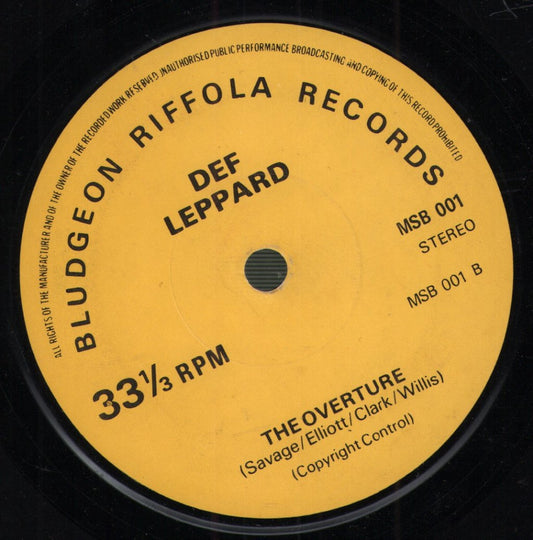 ALL RIGHTS OF THE MANUFACTURER AND OF THE OWNER OF THE RECORDED WORK RESERVED. UNAUTHORISED PUBLIC PERFORMANCE BROADCASTING AND COPYING OF THIS RECORD PROHIBITED
BLUDGEON RIFFOLA RECORDS
DEF
LEPPARD
MSB 001
STEREO
MSB 001 B
33 1/3 RPM
THE OVERTURE
(Savage/Elliott/Clark/Willis)
(Copyright Control)